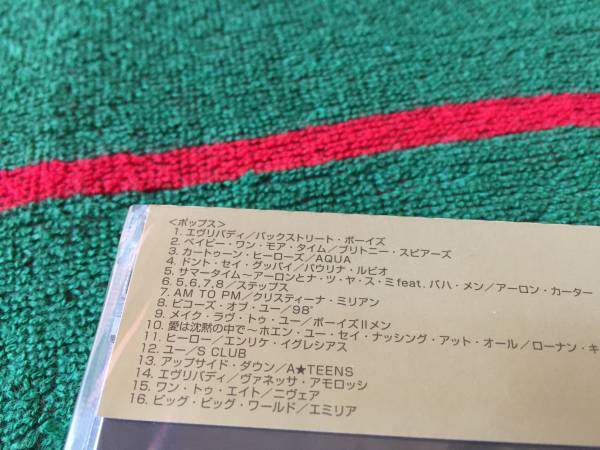 <ポップス>
1. エヴリバディ/バックストリート・ボーイズ
2. ベイビー・ワン・モア・タイム/ブリトニー・スピアーズ
3. カートゥーン・ヒーローズ/AQUA
4. ドント・セイ・グッバイ/パウリナ・ルビオ
5. サマータイム～アーロンとナ・ツ・ヤ・ス・ミ feat. バハ・メン/アーロン・カーター
6. 5,6,7,8/ステップス
7. AM TO PM/クリスティーナ・ミリアン
8. ビコーズ・オブ・ユー/98°
9. メイク・ラヴ・トゥ・ユー/ボーイズⅡメン
10. 愛は沈黙の中で～ホエン・ユー・セイ・ナッシング・アット・オール/ローナン・キ
11. ヒーロー/エンリケ・イグレシアス
12. ユー/S CLUB
13. アップサイド・ダウン/A★TEENS
14. エヴリバディ/ヴァネッサ・アモロッシ
15. ワン・トゥ・エイト/ニヴェア
16. ビッグ・ビッグ・ワールド/エミリア